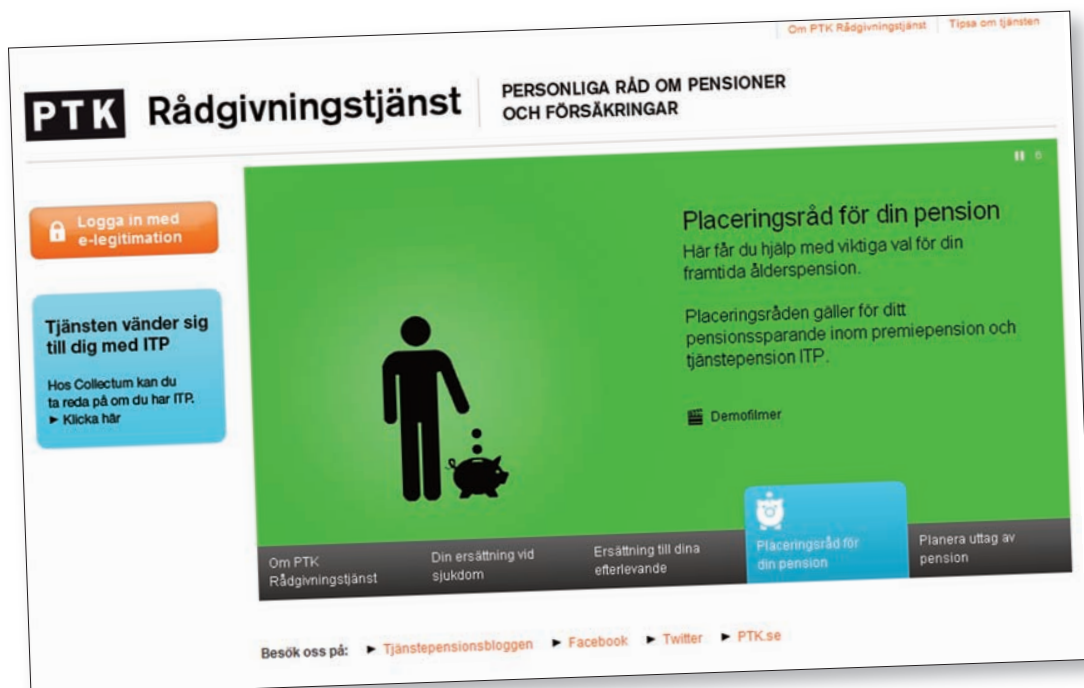 Om PTK Rådgivningstjänst
Tipsa om tjänsten
PTK Rådgivningstjänst
PERSONLIGA RÅD OM PENSIONER
OCH FÖRSÄKRINGAR
Logga in med
e-legitimation
Tjänsten vänder sig
till dig med ITP
Hos Collectum kan du
ta reda på om du har ITP.
► Klicka här
Placeringsråd för din pension
Här får du hjälp med viktiga val för din
framtida ålderspension.
Placeringsråden gäller för ditt
pensionssparande inom premiepension och
tjänstepension ITP.
Demofilmer
Om PTK
Rådgivningstjänst
Din ersättning vid
sjukdom
Ersättning till dina
efterlevande
Placeringsråd för
din pension
Planera uttag av
pension
Besök oss på: ► Tjänstepensionsbloggen ► Facebook ► Twitter ► PTK.se